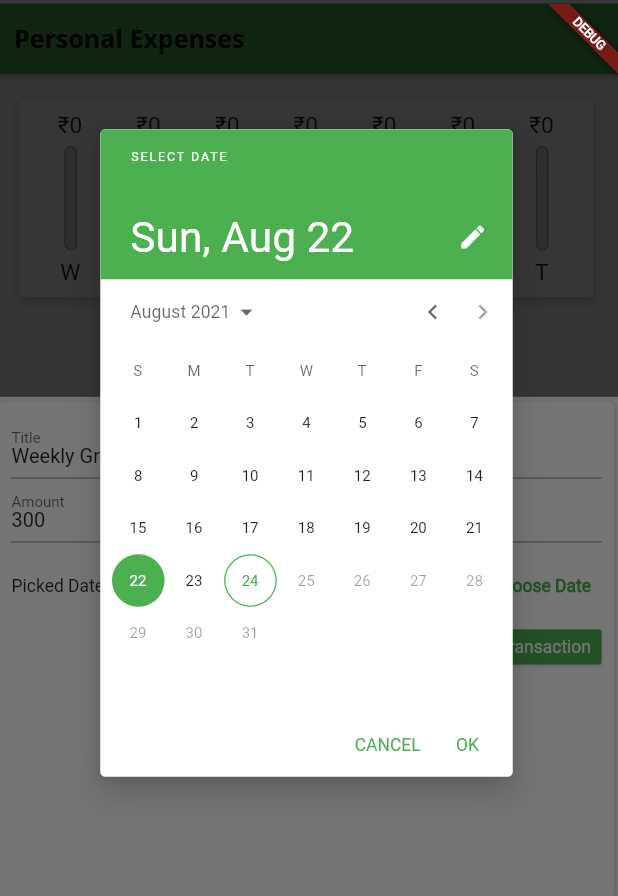 Personal Expenses
DEBUG
₹0 ₹0 ₹0 ₹0 ₹0 ₹0 ₹0
W T
SELECT DATE
Sun, Aug 22
August 2021
S M T W T F S
1 2 3 4 5 6 7
8 9 10 11 12 13 14
15 16 17 18 19 20 21
22 23 24 25 26 27 28
29 30 31
CANCEL OK
Title
Weekly Gr
Amount
300
Picked Date
oose Date
ransaction